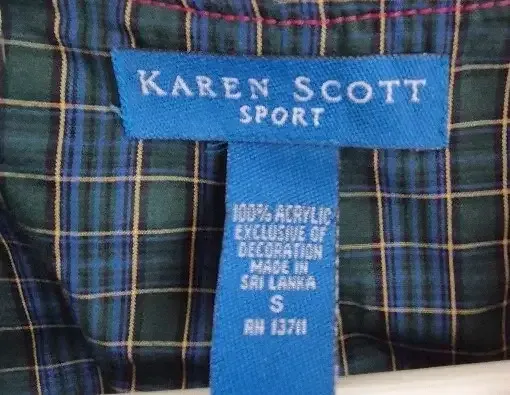 KAREN SCOTT
SPORT
100% ACRYLIC
EXCLUSIVE OF
DECORATION
MADE IN
SRI LANKA
S
RN 13711